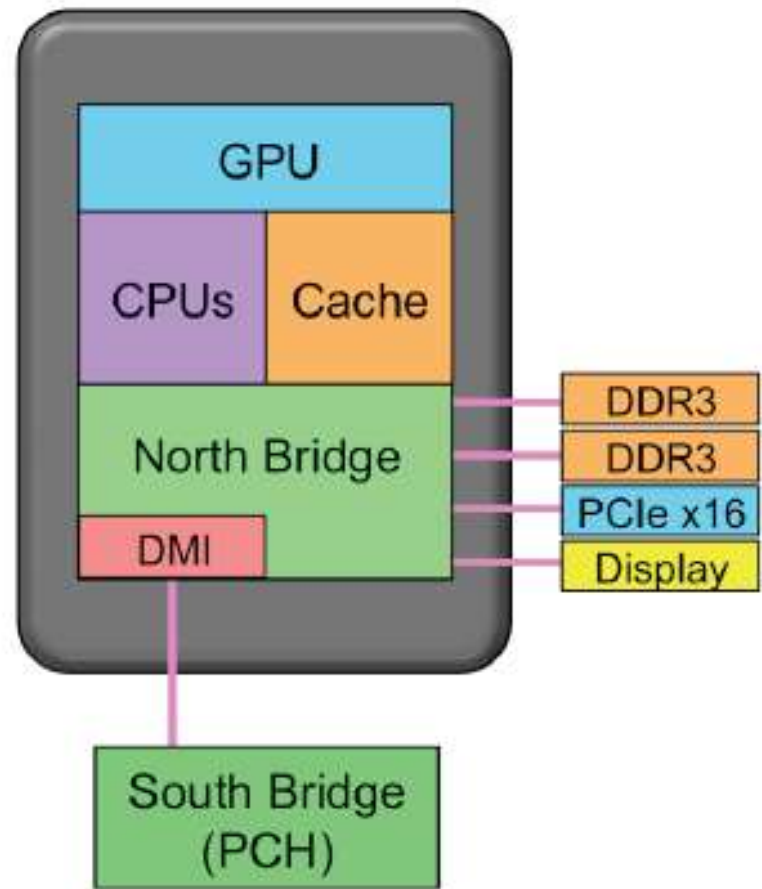 GPU
CPUs
Cache
North Bridge
DMI
DDR3
DDR3
PCIe x16
Display
South Bridge
(PCH)